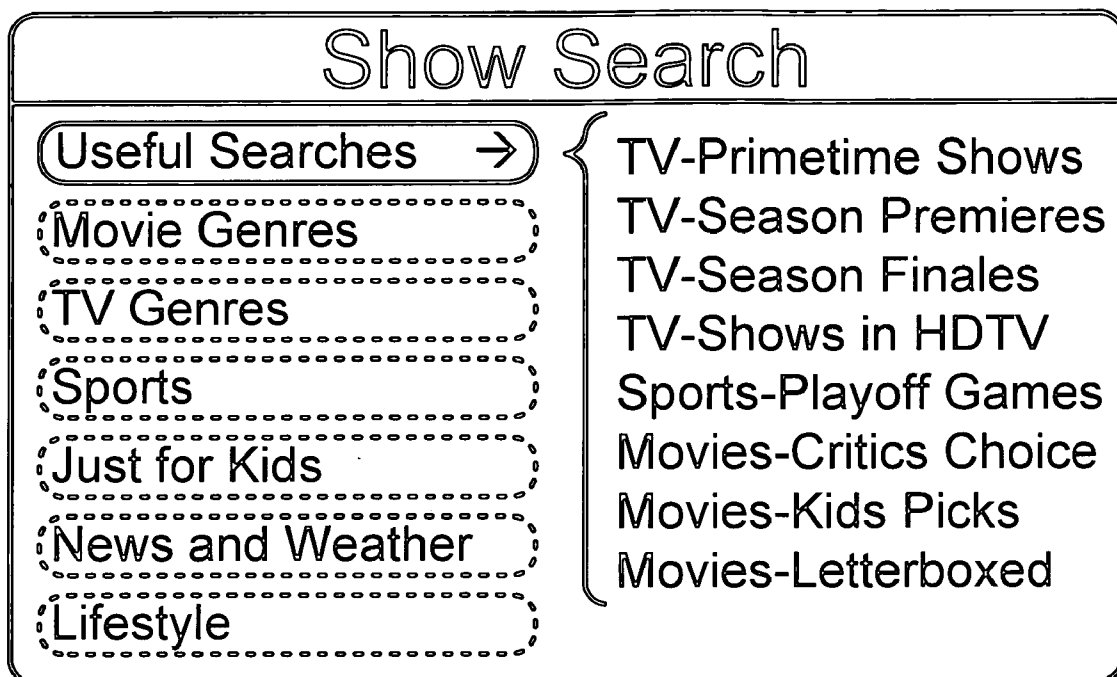 Show Search
Useful Searches →
Movie Genres
TV Genres
Sports
Just for Kids
News and Weather
Lifestyle
TV-Primetime Shows
TV-Season Premieres
TV-Season Finales
TV-Shows in HDTV
Sports-Playoff Games
Movies-Critics Choice
Movies-Kids Picks
Movies-Letterboxed